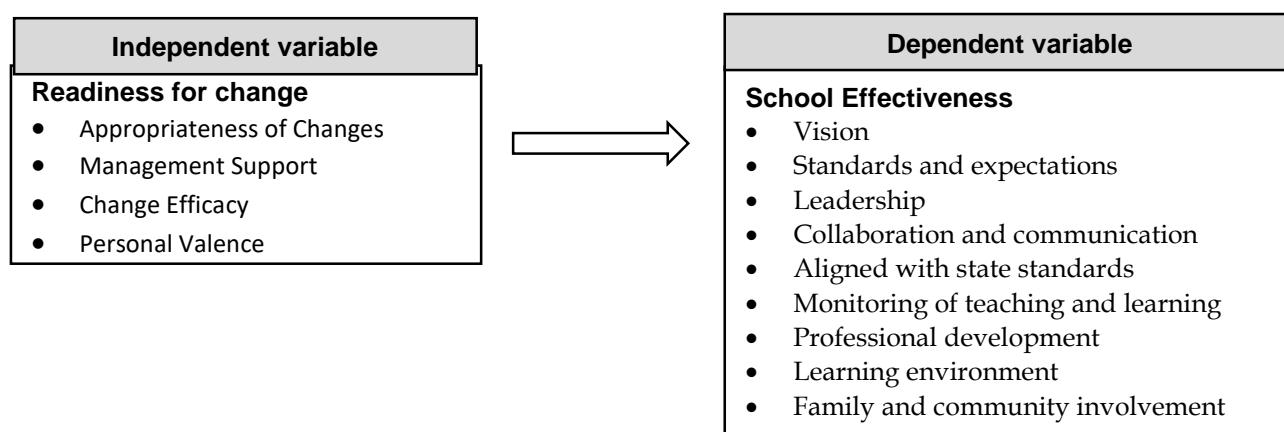 Independent variable
Readiness for change
• Appropriateness of Changes
• Management Support
• Change Efficacy
• Personal Valence
Dependent variable
School Effectiveness
• Vision
• Standards and expectations
• Leadership
• Collaboration and communication
• Aligned with state standards
• Monitoring of teaching and learning
• Professional development
• Learning environment
• Family and community involvement